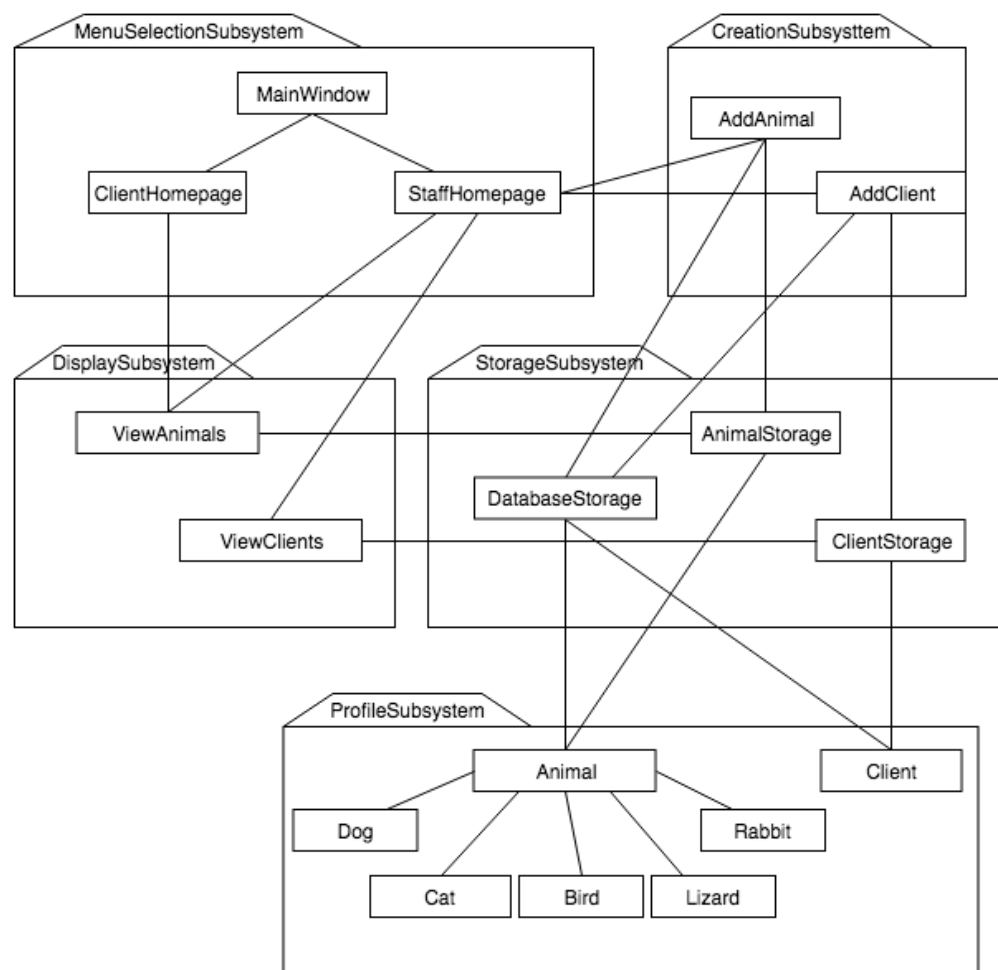 MenuSelectionSubsystem
CreationSubsysttem
MainWindow
AddAnimal
ClientHomepage
StaffHomepage
AddClient
DisplaySubsystem
StorageSubsystem
ViewAnimals
AnimalStorage
DatabaseStorage
ViewClients
ClientStorage
ProfileSubsystem
Animal
Client
Dog
Rabbit
Cat
Bird
Lizard